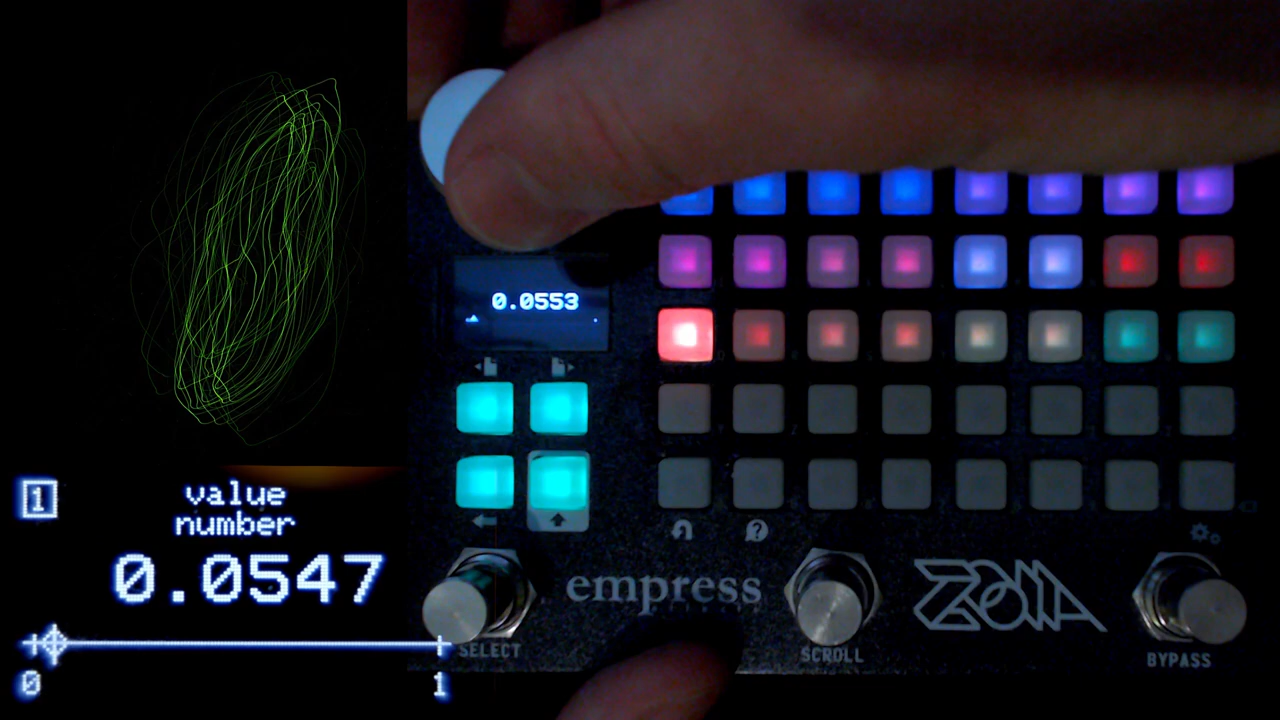 0.0553
1
value
number
0.0547
0
1
empress
ZOIA
SELECT
SCROLL
BYPASS
?